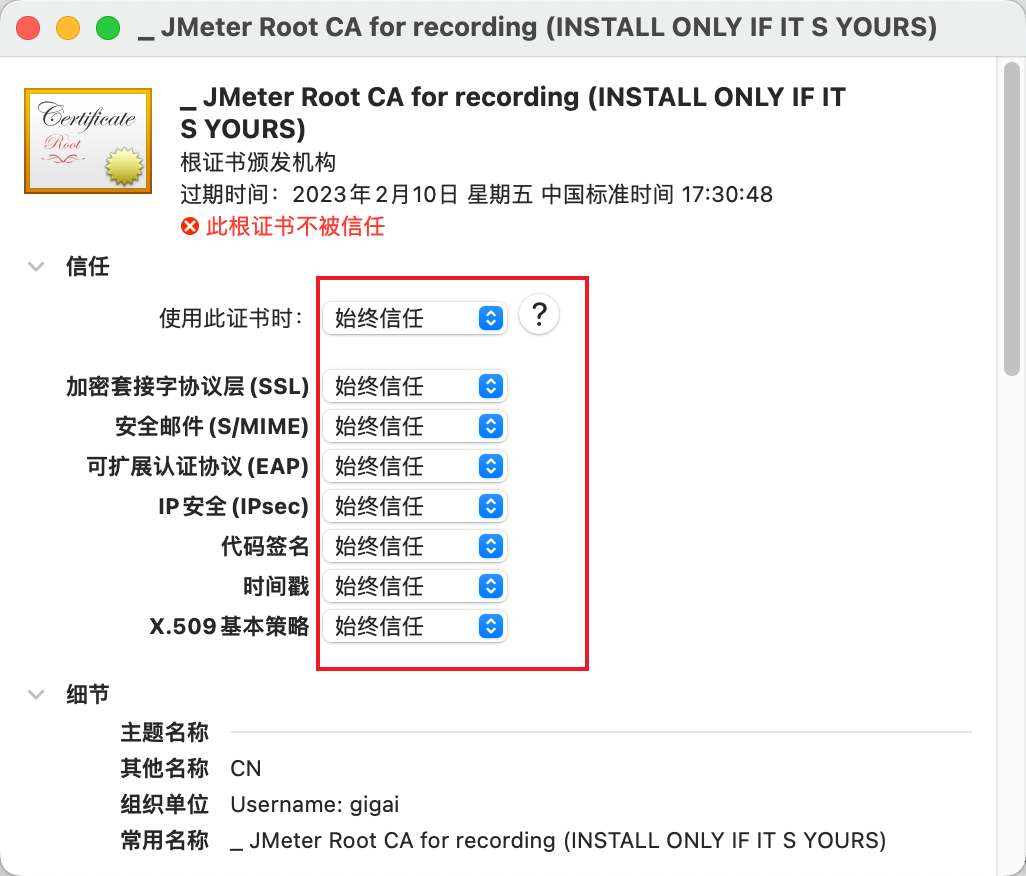 _ JMeter Root CA for recording (INSTALL ONLY IF IT S YOURS)
Certificate
Root
_ JMeter Root CA for recording (INSTALL ONLY IF IT
S YOURS)
根证书颁发机构
过期时间：2023年2月10日 星期五 中国标准时间 17:30:48
此根证书不被信任
信任
使用此证书时： 始终信任 ?
加密套接字协议层 (SSL) 始终信任
安全邮件 (S/MIME) 始终信任
可扩展认证协议 (EAP) 始终信任
IP 安全 (IPsec) 始终信任
代码签名 始终信任
时间戳 始终信任
X.509 基本策略 始终信任
细节
主题名称
其他名称 CN
组织单位 Username: gigai
常用名称 _ JMeter Root CA for recording (INSTALL ONLY IF IT S YOURS)